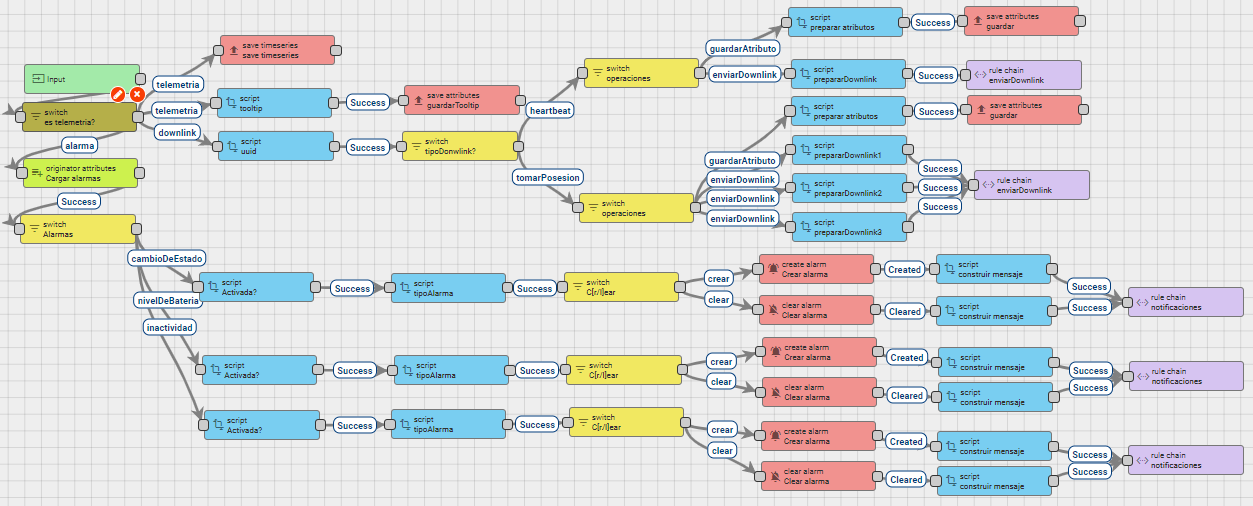 Input
switch
es telemetria?
originator attributes
Cargar alarmas
switch
Alarmas
telemetria
telemetria
downlink
alarma
Success
save timeseries
save timeseries
script
tooltip
Success
save attributes
guardarTooltip
script
uuid
Success
switch
tipoDonwlink?
heartbeat
tomarPosesion
switch
operaciones
guardarAtributo
enviarDownlink
script
preparar atributos
Success
save attributes
guardar
script
prepararDownlink
Success
rule chain
enviarDownlink
switch
operaciones
guardarAtributo
enviarDownlink
enviarDownlink
enviarDownlink
script
preparar atributos
Success
save attributes
guardar
script
prepararDownlink1
script
prepararDownlink2
script
prepararDownlink3
Success
Success
Success
rule chain
enviarDownlink
cambioDeEstado
nivelDeBateria
inactividad
script
Activada?
Success
script
tipoAlarma
Success
switch
C[r/l]ear
crear
clear
create alarm
Crear alarma
Created
script
construir mensaje
clear alarm
Clear alarma
Cleared
script
construir mensaje
Success
Success
rule chain
notificaciones
script
Activada?
Success
script
tipoAlarma
Success
switch
C[r/l]ear
crear
clear
create alarm
Crear alarma
Created
script
construir mensaje
clear alarm
Clear alarma
Cleared
script
construir mensaje
Success
Success
rule chain
notificaciones
script
Activada?
Success
script
tipoAlarma
Success
switch
C[r/l]ear
crear
clear
create alarm
Crear alarma
Created
script
construir mensaje
clear alarm
Clear alarma
Cleared
script
construir mensaje
Success
Success
rule chain
notificaciones